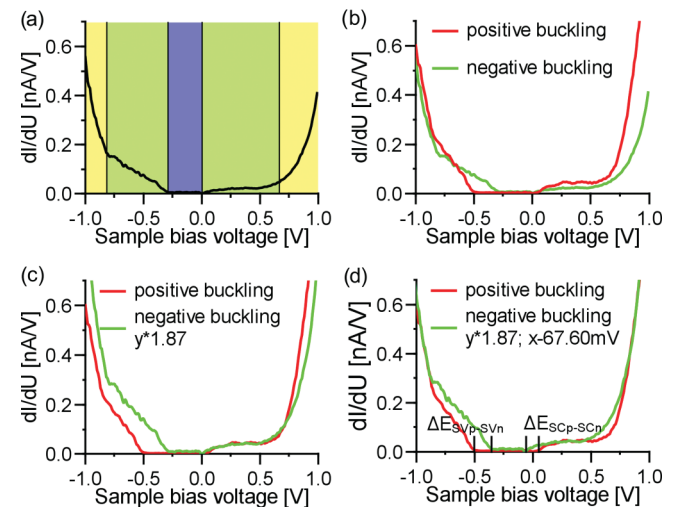 (a)
dI/dU [nA/V]
0.6
0.4
0.2
0.0
-1.0 -0.5 0.0 0.5 1.0
Sample bias voltage [V]
(b)
positive buckling
negative buckling
dI/dU [nA/V]
0.6
0.4
0.2
0.0
-1.0 -0.5 0.0 0.5 1.0
Sample bias voltage [V]
(c)
positive buckling
negative buckling
y*1.87
dI/dU [nA/V]
0.6
0.4
0.2
0.0
-1.0 -0.5 0.0 0.5 1.0
Sample bias voltage [V]
(d)
positive buckling
negative buckling
y*1.87; x-67.60mV
dI/dU [nA/V]
0.6
0.4
0.2
0.0
ΔESVp-SVn ΔESCp-SCn
-1.0 -0.5 0.0 0.5 1.0
Sample bias voltage [V]